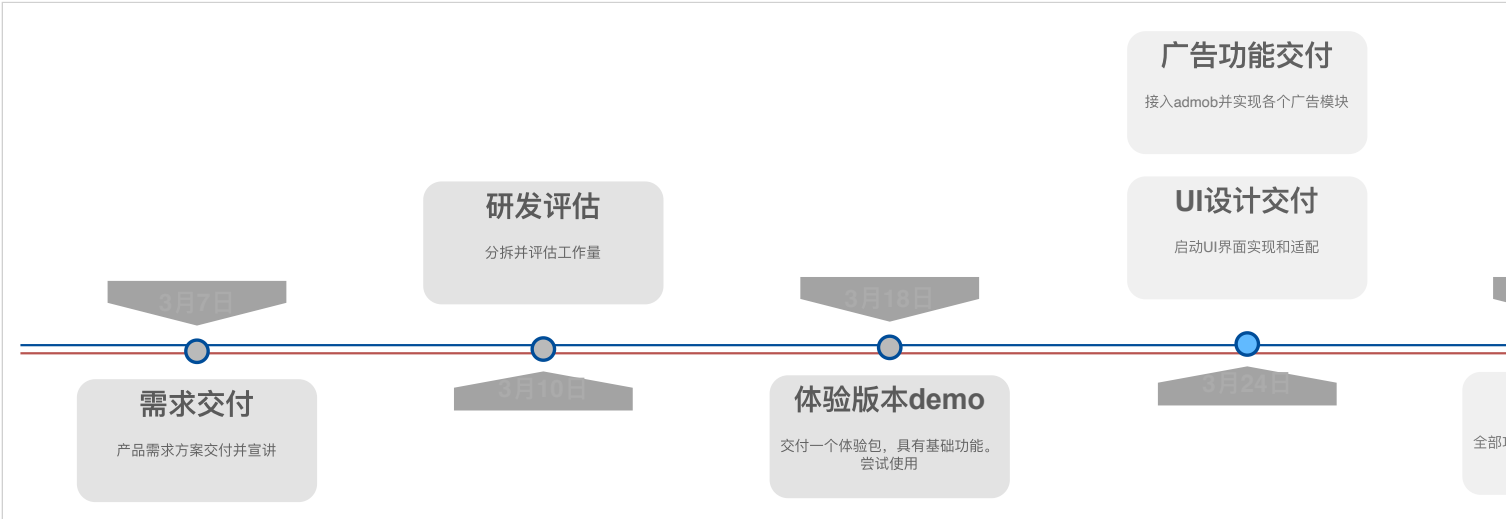 3月7日
需求交付
产品需求方案交付并宣讲
研发评估
分拆并评估工作量
3月10日
3月18日
体验版本demo
交付一个体验包，具有基础功能。
尝试使用
广告功能交付
接入admob并实现各个广告模块
UI设计交付
启动UI界面实现和适配
3月24日
全部